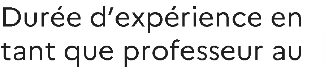 Durée d’expérience en
tant que professeur au